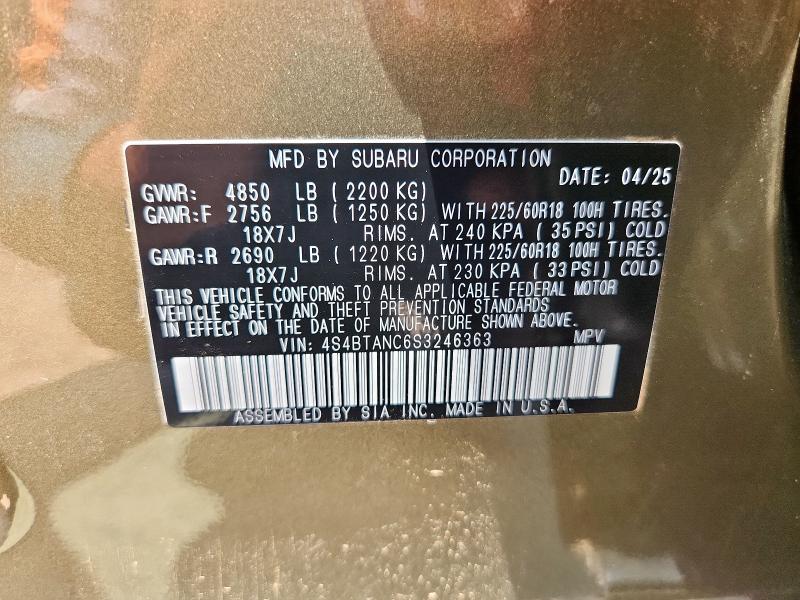 MFD BY SUBARU CORPORATION
DATE: 04/25
GVWR: 4850 LB ( 2200 KG)
GAWR:F 2756 LB ( 1250 KG) WITH 225/60R18 100H TIRES.
18X7J RIMS. AT 240 KPA ( 35 PSI) COLD
GAWR:R 2690 LB ( 1220 KG) WITH 225/60R18 100H TIRES.
18X7J RIMS. AT 230 KPA ( 33 PSI) COLD
THIS VEHICLE CONFORMS TO ALL APPLICABLE FEDERAL MOTOR
VEHICLE SAFETY AND THEFT PREVENTION STANDARDS
IN EFFECT ON THE DATE OF MANUFACTURE SHOWN ABOVE.
VIN: 4S4BTANC6S3246363 MPV
ASSEMBLED BY SIA INC. MADE IN U.S.A.